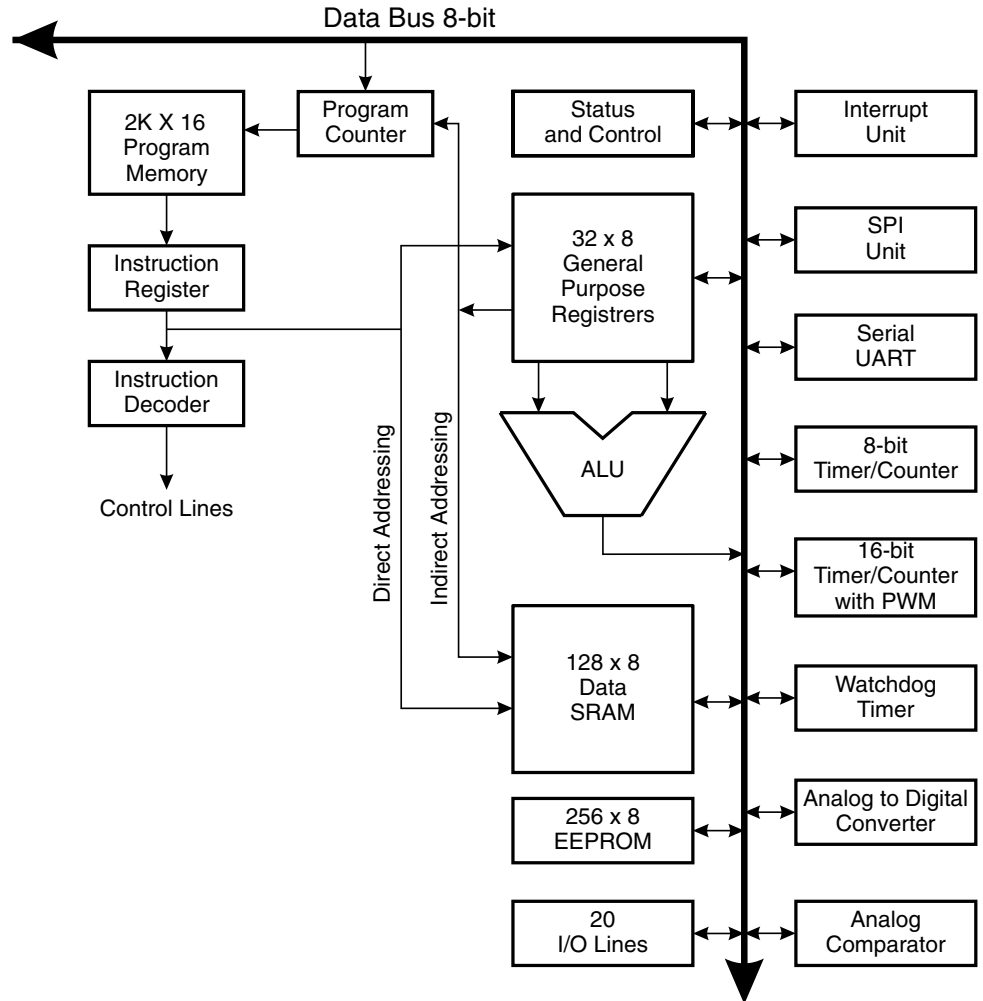 Data Bus 8-bit
2K X 16
Program
Memory
Program
Counter
Status
and Control
Interrupt
Unit
Instruction
Register
32 x 8
General
Purpose
Registrers
SPI
Unit
Serial
UART
Instruction
Decoder
Control Lines
Direct Addressing
Indirect Addressing
ALU
8-bit
Timer/Counter
16-bit
Timer/Counter
with PWM
128 x 8
Data
SRAM
Watchdog
Timer
256 x 8
EEPROM
Analog to Digital
Converter
20
I/O Lines
Analog
Comparator